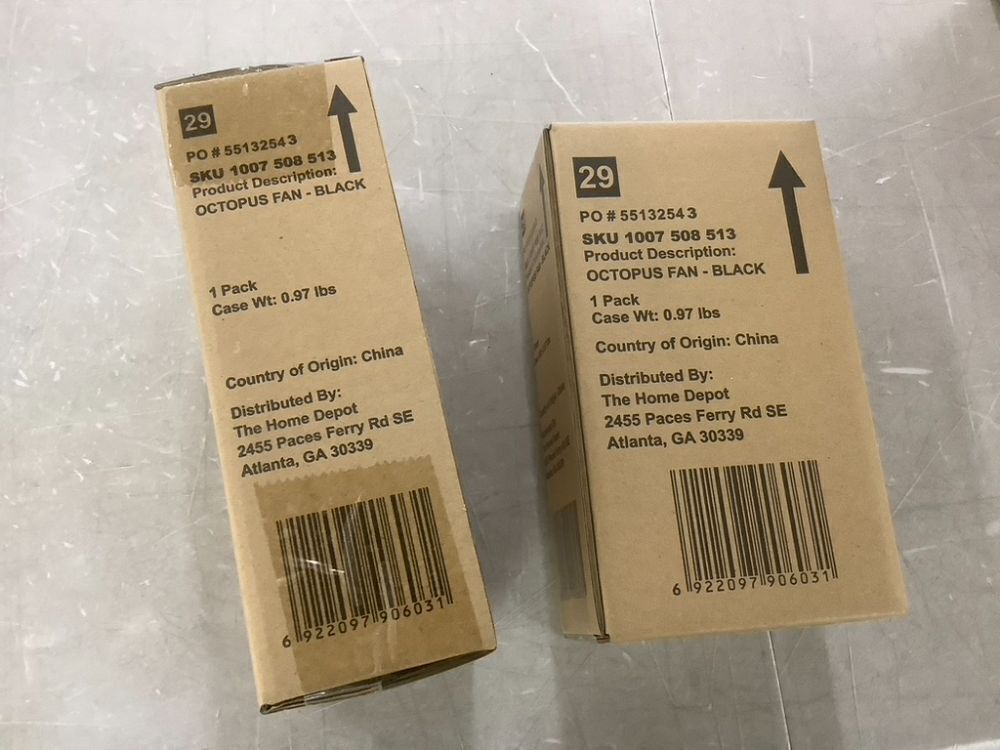 29
PO # 55132543
SKU 1007 508 513
Product Description:
OCTOPUS FAN - BLACK
1 Pack
Case Wt: 0.97 lbs
Country of Origin: China
Distributed By:
The Home Depot
2455 Paces Ferry Rd SE
Atlanta, GA 30339
6 922097 906031
29
PO # 55132543
SKU 1007 508 513
Product Description:
OCTOPUS FAN - BLACK
1 Pack
Case Wt: 0.97 lbs
Country of Origin: China
Distributed By:
The Home Depot
2455 Paces Ferry Rd SE
Atlanta, GA 30339
6 922097 906031